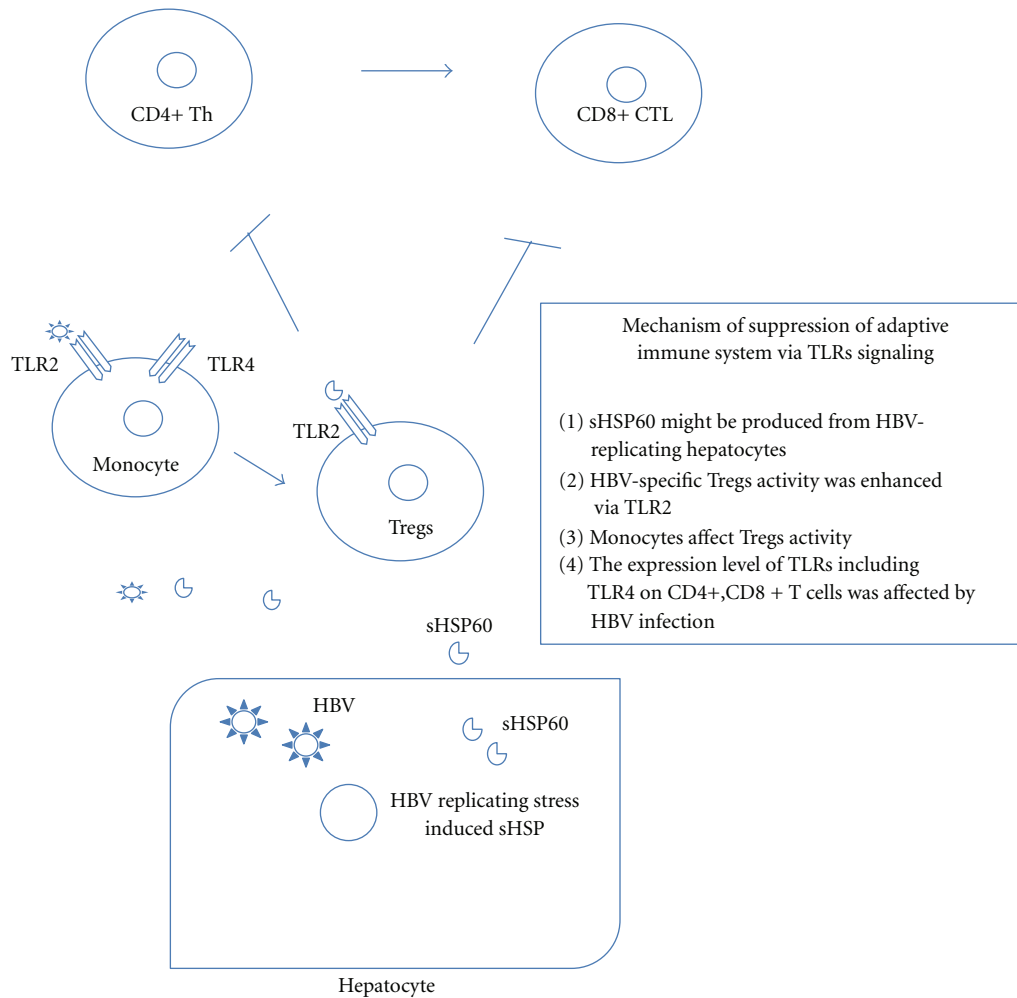 CD4+ Th
CD8+ CTL
TLR2
TLR4
Monocyte
TLR2
Tregs
Mechanism of suppression of adaptive
immune system via TLRs signaling
(1) sHSP60 might be produced from HBV-
replicating hepatocytes
(2) HBV-specific Tregs activity was enhanced
via TLR2
(3) Monocytes affect Tregs activity
(4) The expression level of TLRs including
TLR4 on CD4+,CD8 + T cells was affected by
HBV infection
sHSP60
HBV
sHSP60
HBV replicating stress
induced sHSP
Hepatocyte